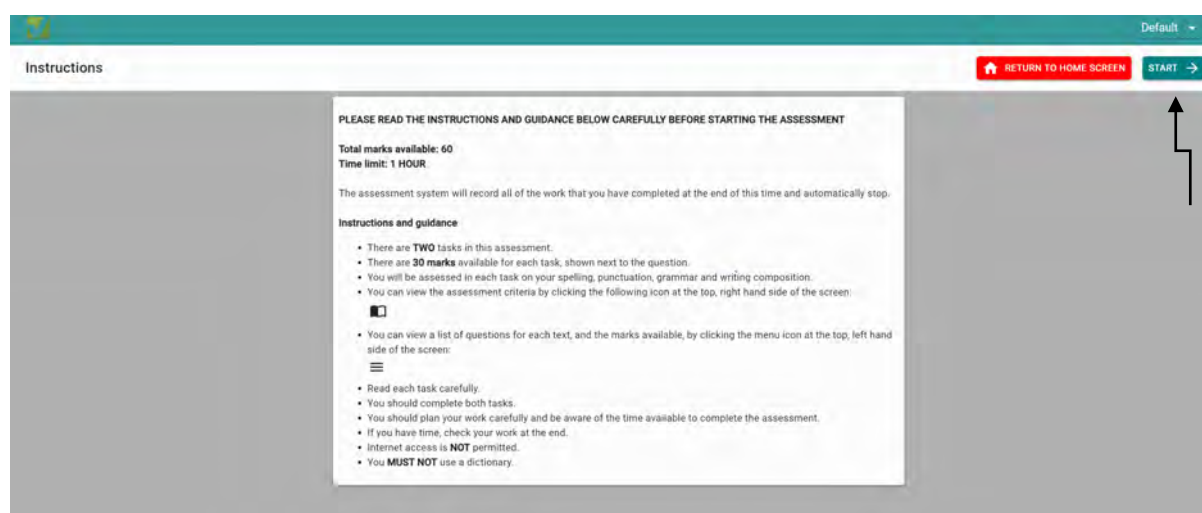 Default
Instructions
RETURN TO HOME SCREEN
START
PLEASE READ THE INSTRUCTIONS AND GUIDANCE BELOW CAREFULLY BEFORE STARTING THE ASSESSMENT
Total marks available: 60
Time limit: 1 HOUR
The assessment system will record all of the work that you have completed at the end of this time and automatically stop.
Instructions and guidance
• There are TWO tasks in this assessment.
• There are 30 marks available for each task, shown next to the question.
• You will be assessed in each task on your spelling, punctuation, grammar and writing composition.
• You can view the assessment criteria by clicking the following icon at the top, right hand side of the screen:
• You can view a list of questions for each text, and the marks available, by clicking the menu icon at the top, left hand
side of the screen:
• Read each task carefully.
• You should complete both tasks.
• You should plan your work carefully and be aware of the time available to complete the assessment.
• If you have time, check your work at the end.
• Internet access is NOT permitted.
• You MUST NOT use a dictionary.